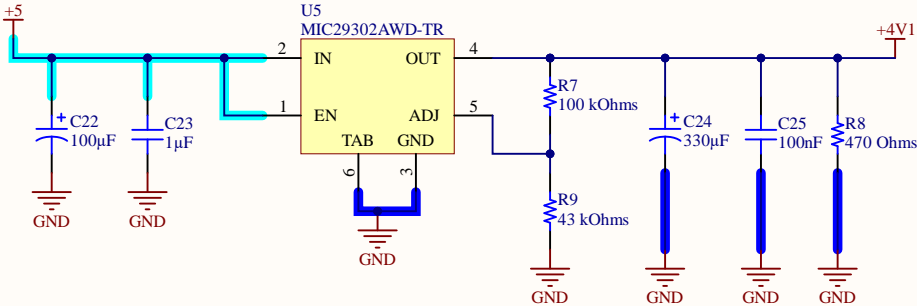 +5
U5
MIC29302AWD-TR
+4V1
2
IN
OUT
4
1
EN
ADJ
5
TAB
GND
6
3
C22
100µF
C23
1µF
R7
100 kOhms
C24
330µF
C25
100nF
R8
470 Ohms
R9
43 kOhms
GND
GND
GND
GND
GND
GND
GND